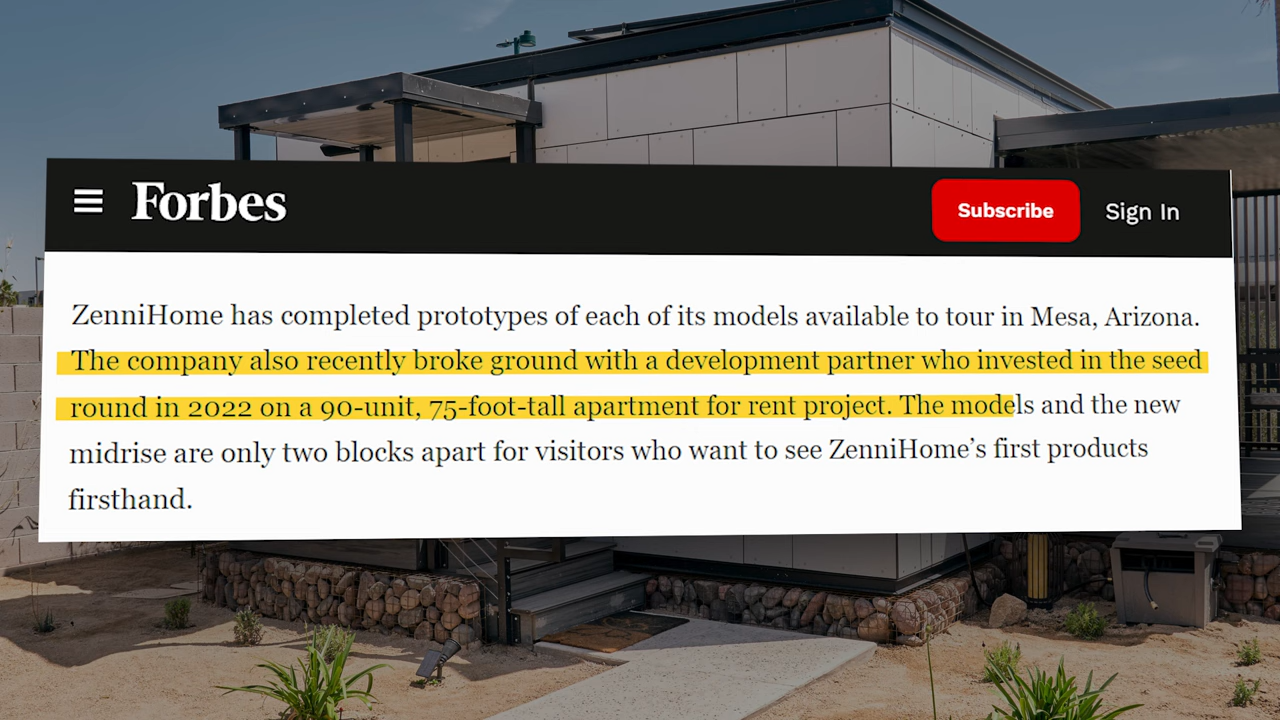 Forbes
Subscribe
Sign In
ZenniHome has completed prototypes of each of its models available to tour in Mesa, Arizona.
The company also recently broke ground with a development partner who invested in the seed
round in 2022 on a 90-unit, 75-foot-tall apartment for rent project. The models and the new
midrise are only two blocks apart for visitors who want to see ZenniHome’s first products
firsthand.